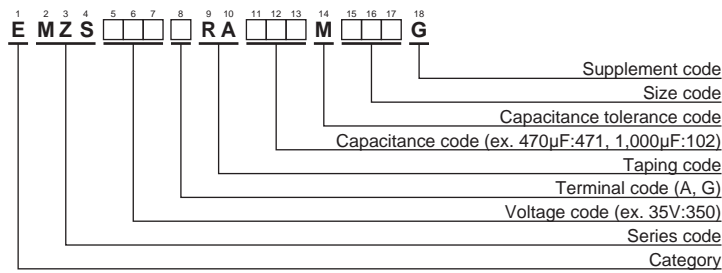 1 2 3 4 5 6 7 8 9 10 11 12 13 14 15 16 17 18
E M Z S □ □ □ □ R A □ □ □ M □ □ □ G
Supplement code
Size code
Capacitance tolerance code
Capacitance code (ex. 470μF:471, 1,000μF:102)
Taping code
Terminal code (A, G)
Voltage code (ex. 35V:350)
Series code
Category